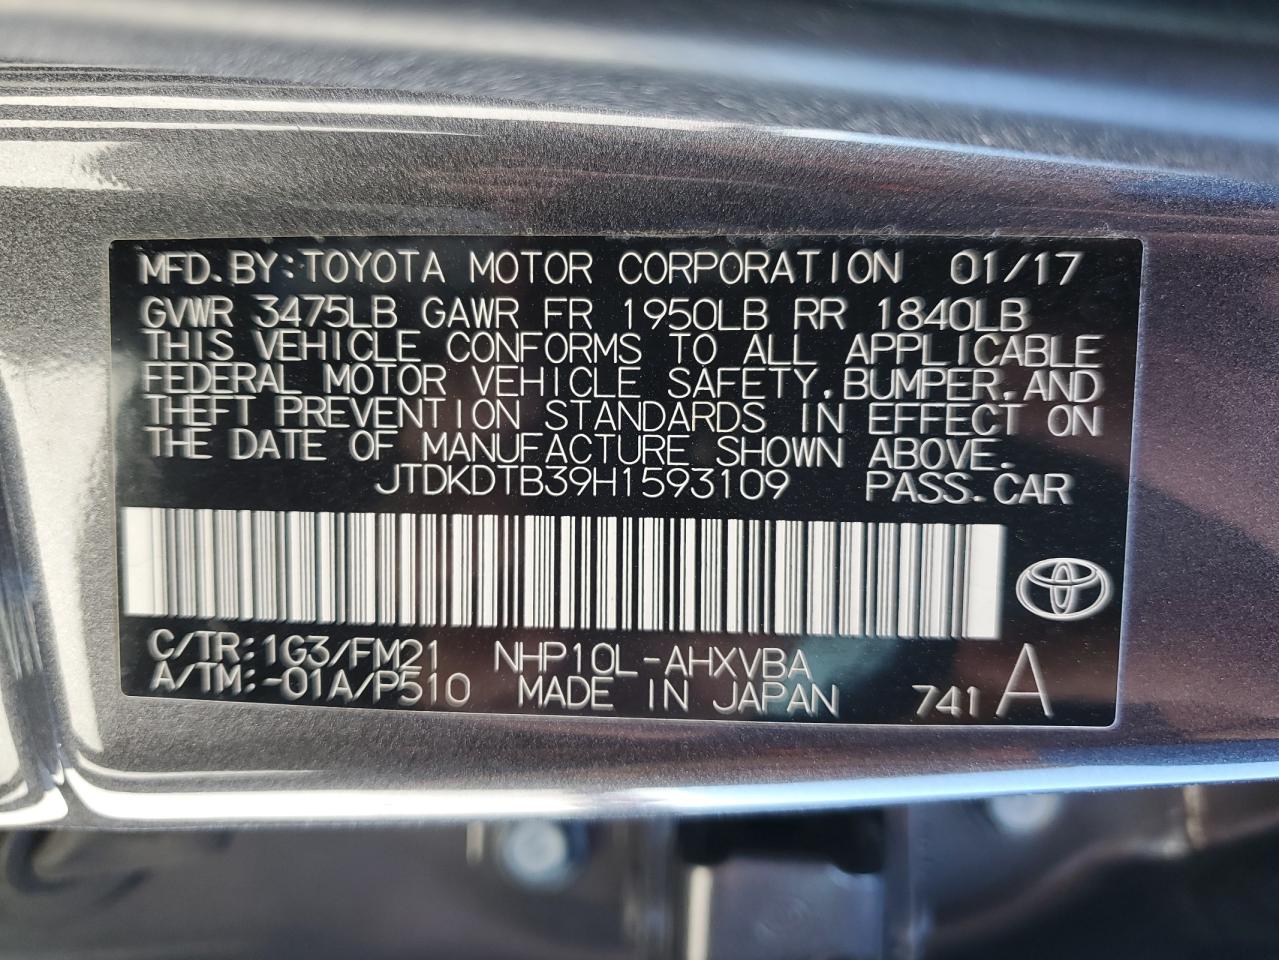 MFD.BY:TOYOTA MOTOR CORPORATION 01/17
GVWR 3475LB GAWR FR 1950LB RR 1840LB
THIS VEHICLE CONFORMS TO ALL APPLICABLE
FEDERAL MOTOR VEHICLE SAFETY,BUMPER,AND
THEFT PREVENTION STANDARDS IN EFFECT ON
THE DATE OF MANUFACTURE SHOWN ABOVE.
JTDKDTB39H1593109 PASS.CAR
C/TR:1G3/FM21 NHP10L-AHXVBA
A/TM:-01A/P510 MADE IN JAPAN 741 A